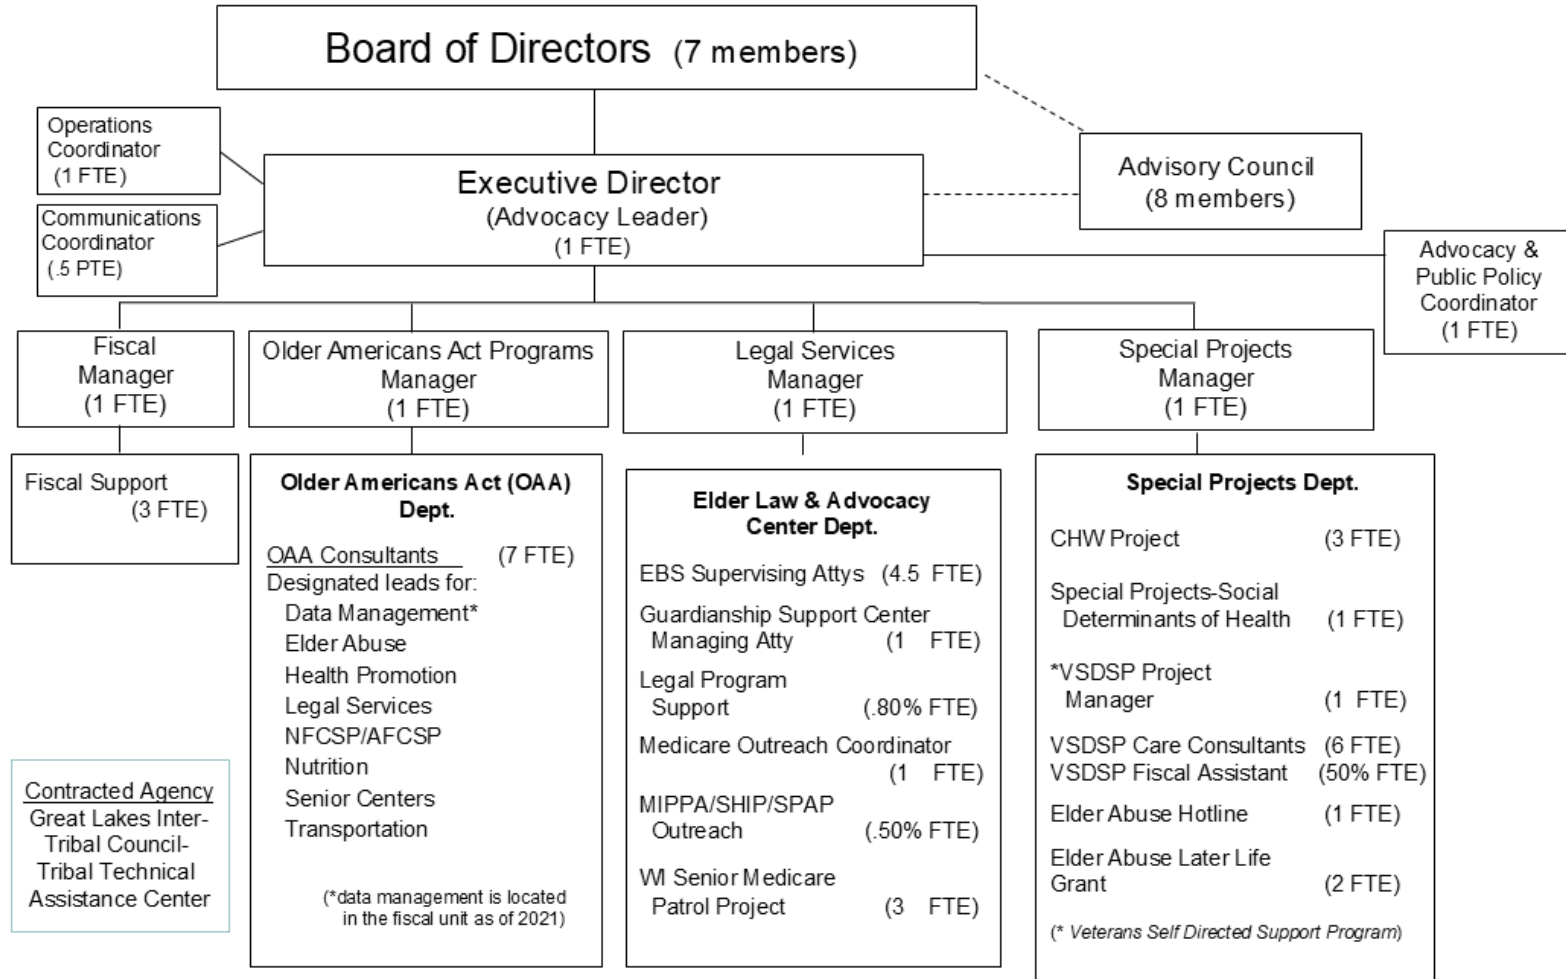 Board of Directors (7 members)
Operations
Coordinator
(1 FTE)
Communications
Coordinator
(.5 PTE)
Executive Director
(Advocacy Leader)
(1 FTE)
Advisory Council
(8 members)
Advocacy &
Public Policy
Coordinator
(1 FTE)
Fiscal
Manager
(1 FTE)
Older Americans Act Programs
Manager
(1 FTE)
Legal Services
Manager
(1 FTE)
Special Projects
Manager
(1 FTE)
Fiscal Support
(3 FTE)
Older Americans Act (OAA)
Dept.
OAA Consultants (7 FTE)
Designated leads for:
Data Management*
Elder Abuse
Health Promotion
Legal Services
NFCSP/AFCSP
Nutrition
Senior Centers
Transportation
(*data management is located
in the fiscal unit as of 2021)
Elder Law & Advocacy
Center Dept.
EBS Supervising Attys (4.5 FTE)
Guardianship Support Center
Managing Atty (1 FTE)
Legal Program
Support (.80% FTE)
Medicare Outreach Coordinator
(1 FTE)
MIPPA/SHIP/SPAP
Outreach (.50% FTE)
WI Senior Medicare
Patrol Project (3 FTE)
Special Projects Dept.
CHW Project (3 FTE)
Special Projects-Social
Determinants of Health (1 FTE)
*VSDSP Project
Manager (1 FTE)
VSDSP Care Consultants (6 FTE)
VSDSP Fiscal Assistant (50% FTE)
Elder Abuse Hotline (1 FTE)
Elder Abuse Later Life
Grant (2 FTE)
(* Veterans Self Directed Support Program)
Contracted Agency
Great Lakes Inter-
Tribal Council-
Tribal Technical
Assistance Center